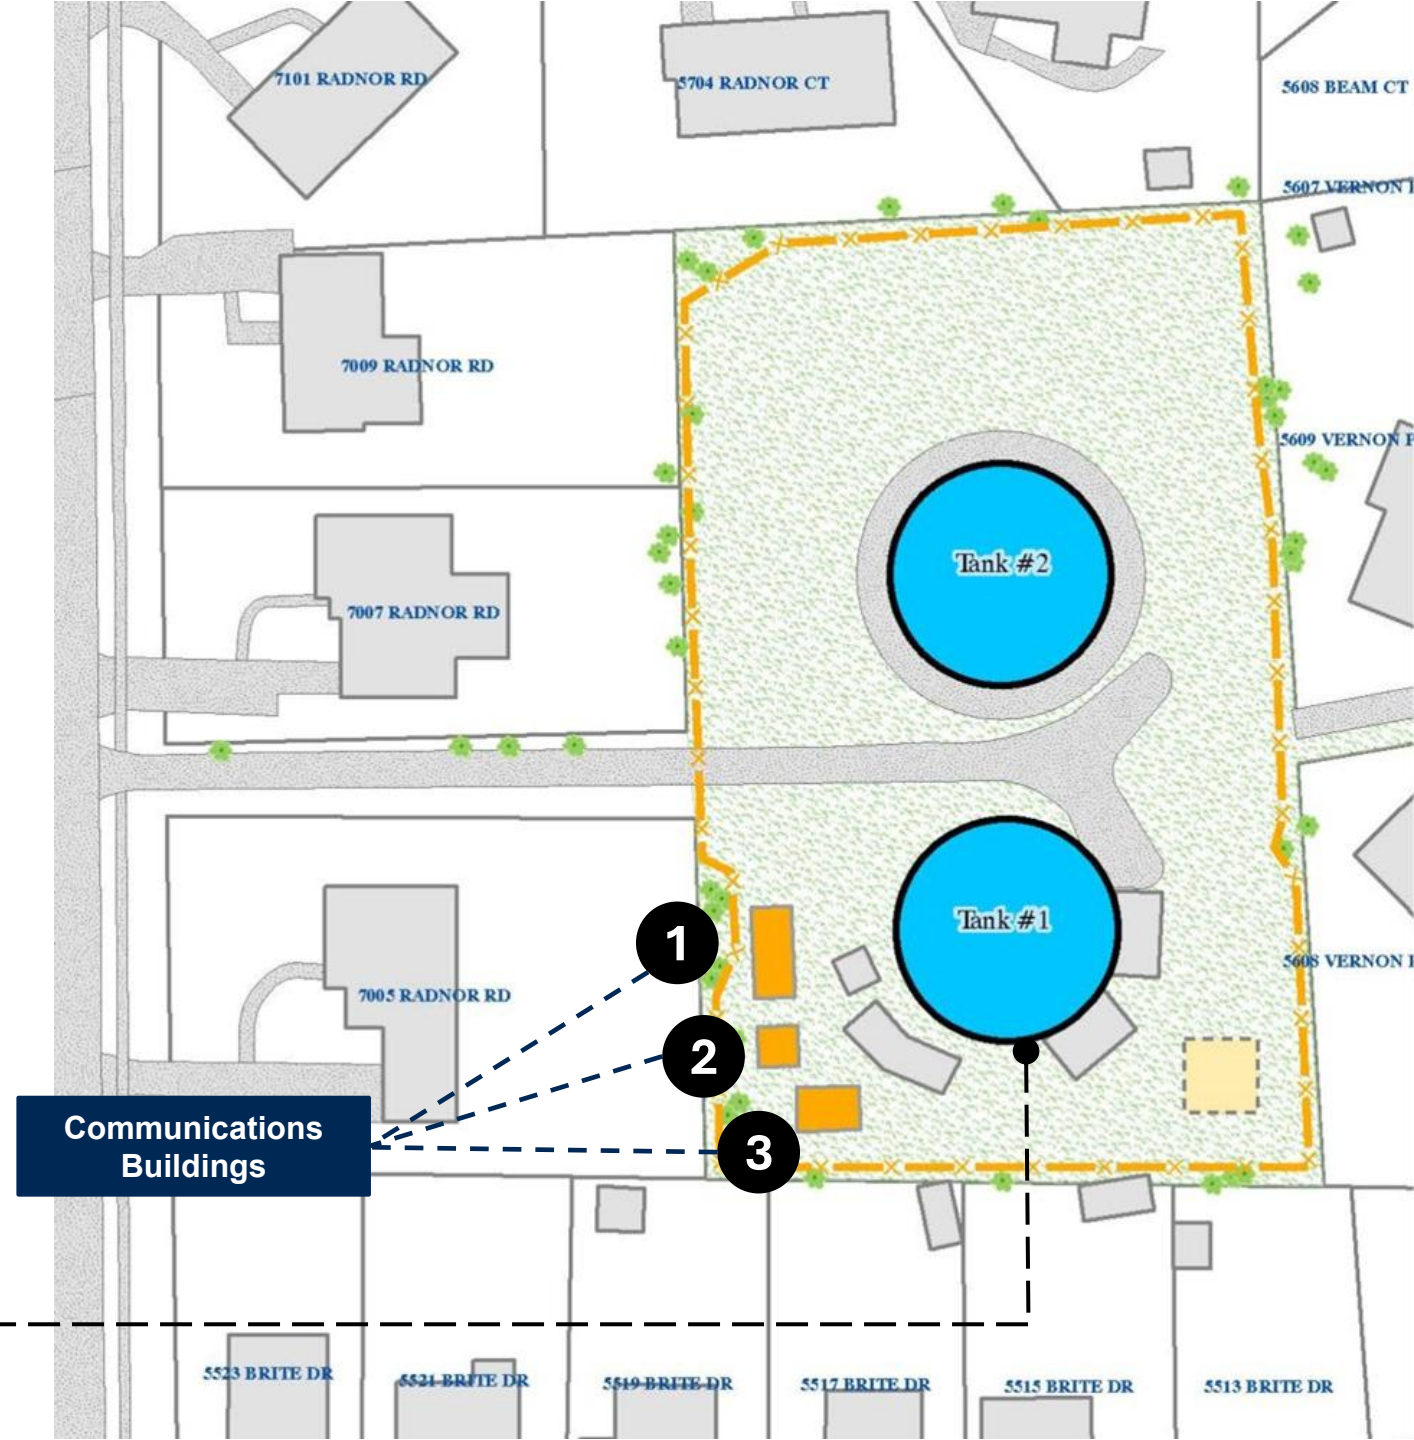 7101 RADNOR RD
5704 RADNOR CT
5608 BEAM CT
5607 VERNON
7009 RADNOR RD
5609 VERNON
Tank #2
7007 RADNOR RD
Tank #1
1
5608 VERNON
7005 RADNOR RD
2
Communications
Buildings
3
5523 BRITE DR
5521 BRITE DR
5519 BRITE DR
5517 BRITE DR
5515 BRITE DR
5513 BRITE DR